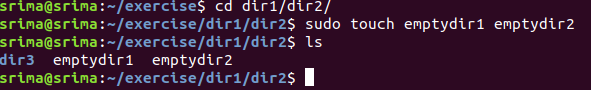 srima@srima:~/exercise$ cd dir1/dir2/
srima@srima:~/exercise/dir1/dir2$ sudo touch emptydir1 emptydir2
srima@srima:~/exercise/dir1/dir2$ ls
dir3  emptydir1  emptydir2
srima@srima:~/exercise/dir1/dir2$